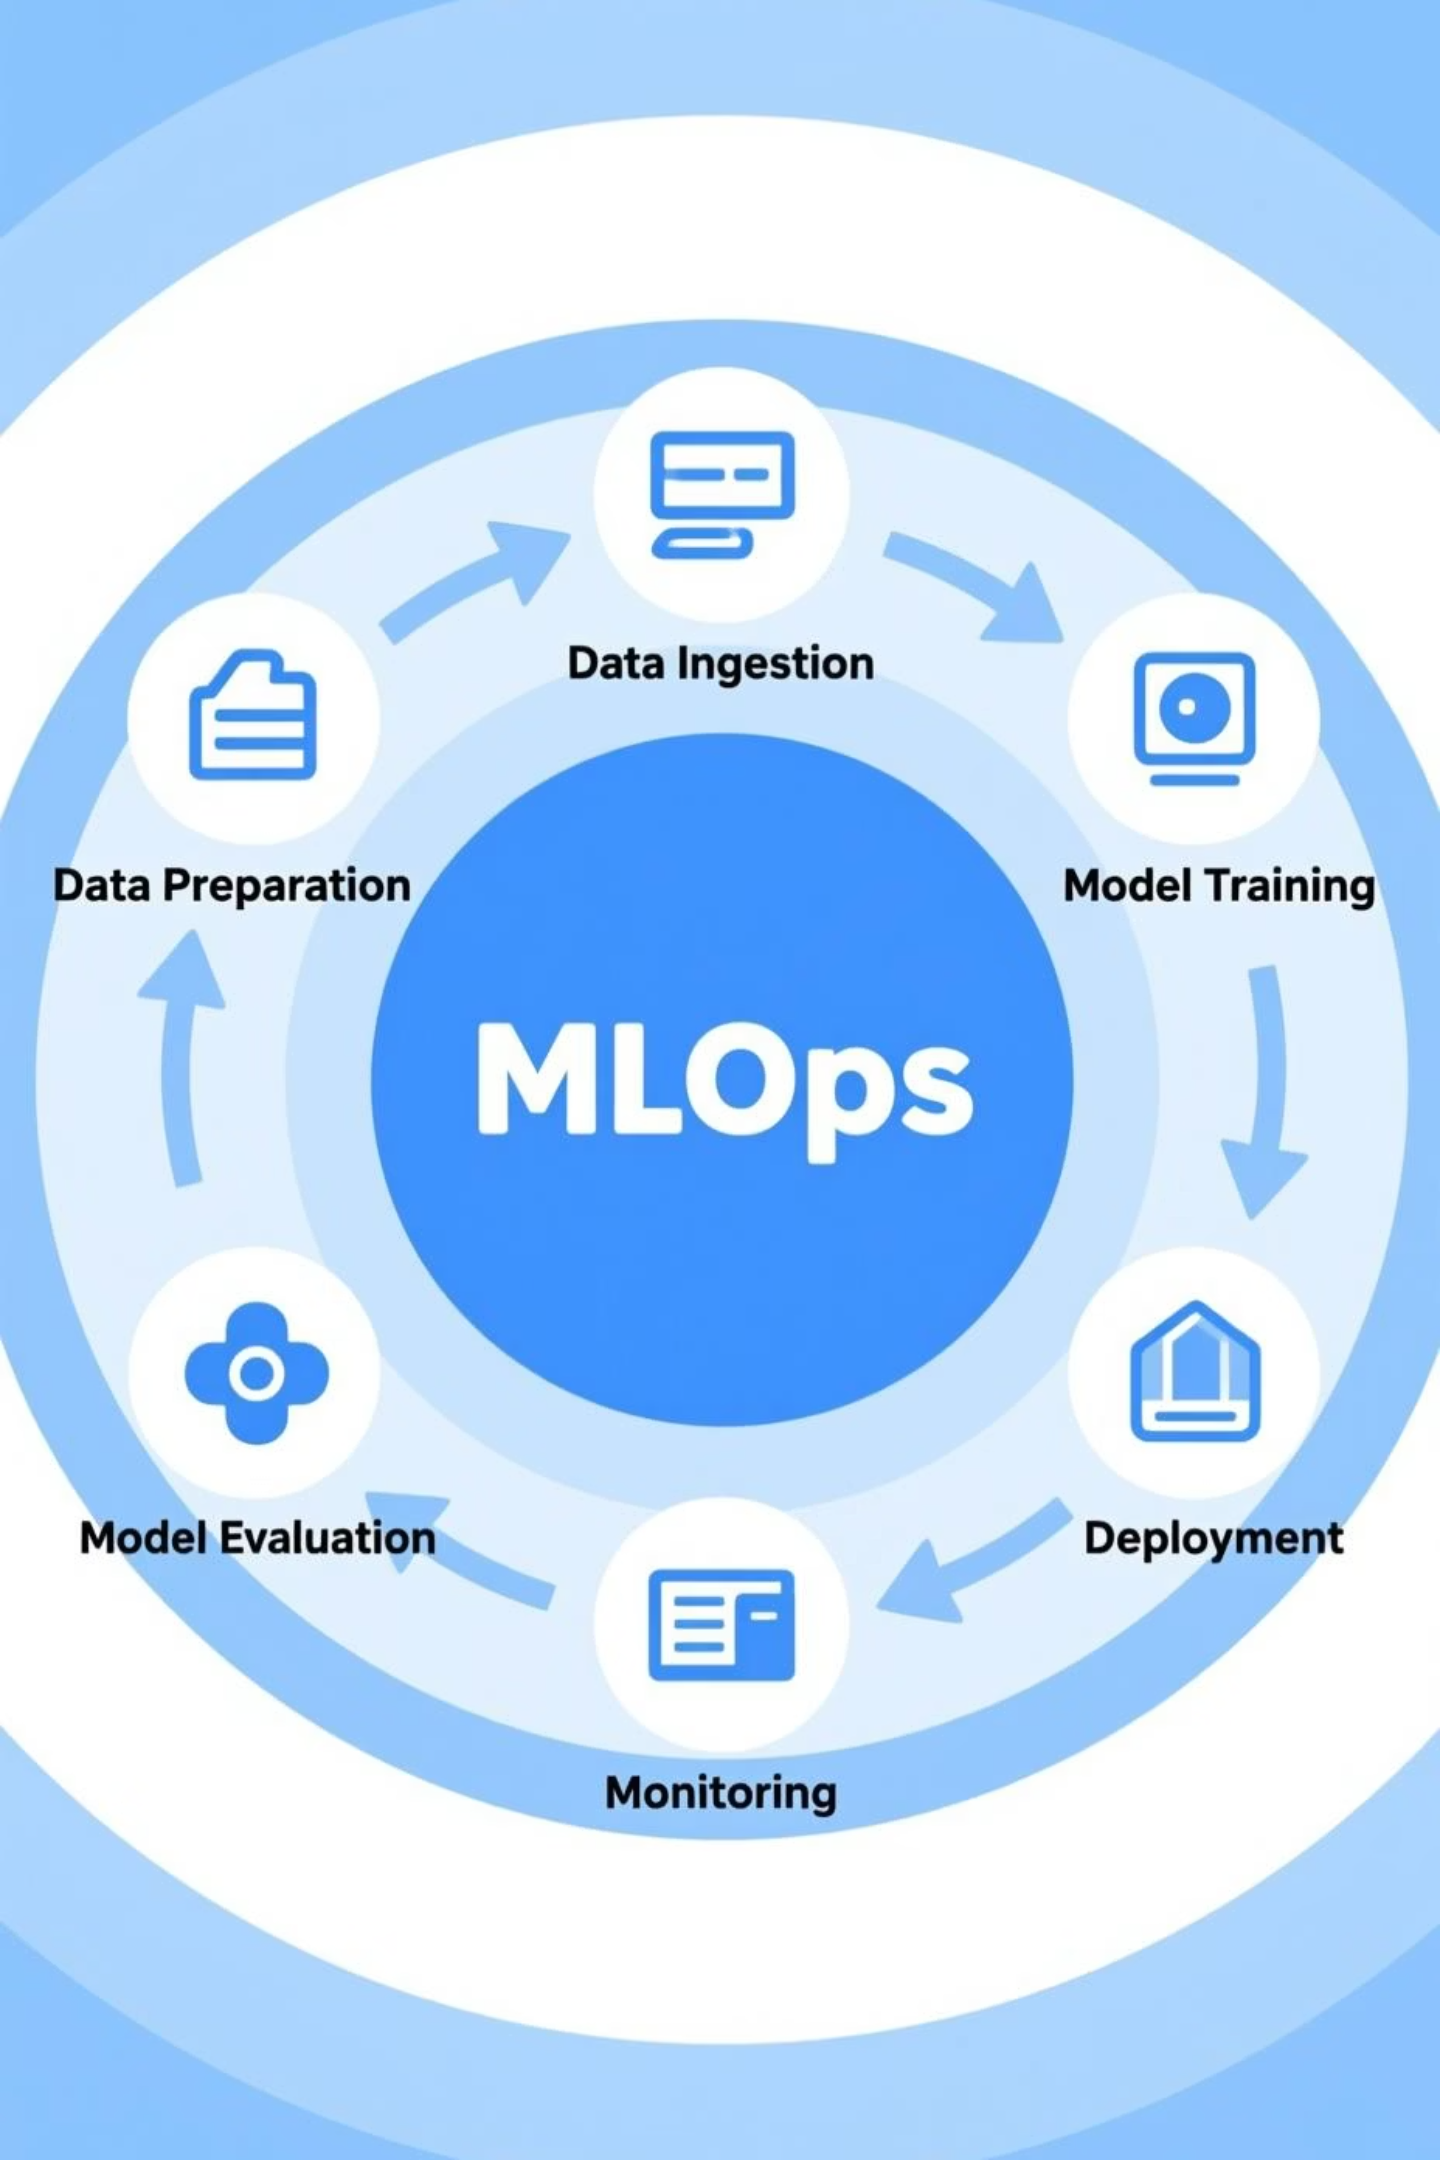 Data Ingestion
Data Preparation
Model Training
MLOps
Model Evaluation
Deployment
Monitoring